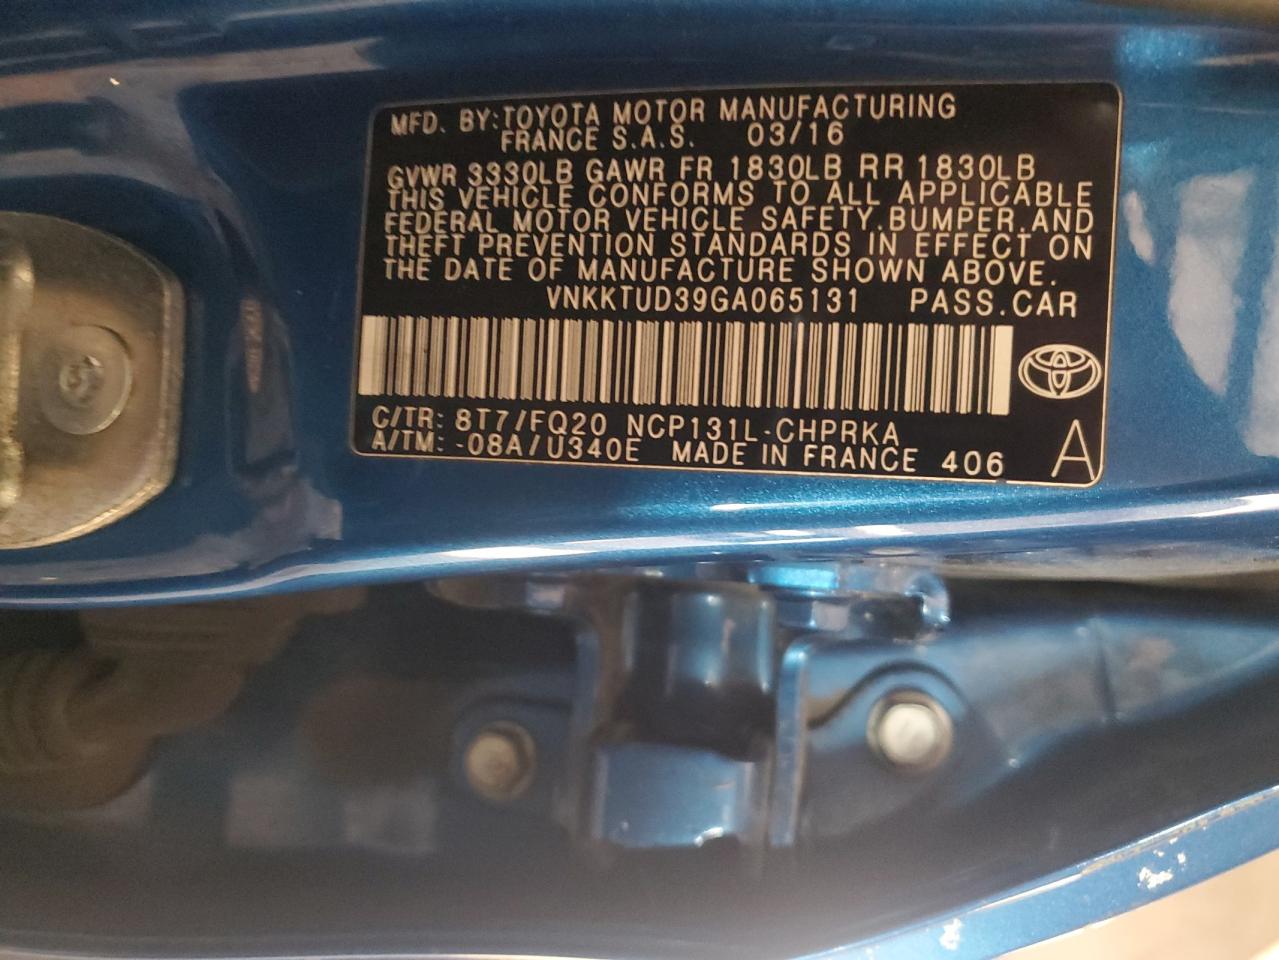 MFD. BY:TOYOTA MOTOR MANUFACTURING
FRANCE S.A.S. 03/16
GVWR 3330LB GAWR FR 1830LB RR 1830LB
THIS VEHICLE CONFORMS TO ALL APPLICABLE
FEDERAL MOTOR VEHICLE SAFETY,BUMPER,AND
THEFT PREVENTION STANDARDS IN EFFECT ON
THE DATE OF MANUFACTURE SHOWN ABOVE.
VNKKTUD39GA065131 PASS.CAR
C/TR: 8T7/FQ20 NCP131L-CHPRKA
A/TM: -08A/U340E MADE IN FRANCE 406
A